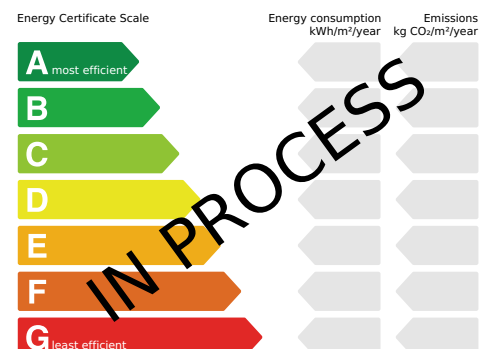 Energy Certificate Scale
Energy consumption
kWh/m²/year
Emissions
kg CO₂/m²/year
A most efficient
B
C
D
E
F
G least efficient
IN PROCESS